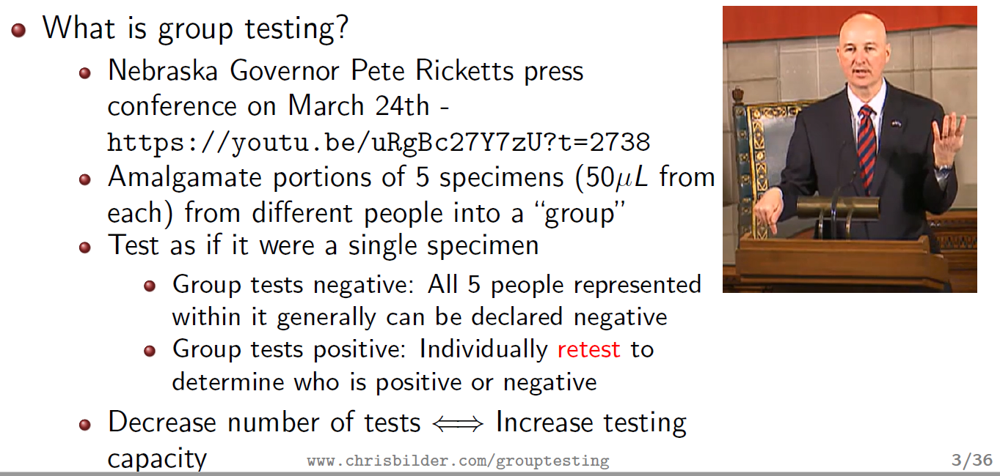 What is group testing?
Nebraska Governor Pete Ricketts press
conference on March 24th -
https://youtu.be/uRgBc27Y7zU?t=2738
Amalgamate portions of 5 specimens (50μL from
each) from different people into a “group”
Test as if it were a single specimen
Group tests negative: All 5 people represented
within it generally can be declared negative
Group tests positive: Individually retest to
determine who is positive or negative
Decrease number of tests ⟺ Increase testing
capacity
www.chrisbilder.com/grouptesting
3/36